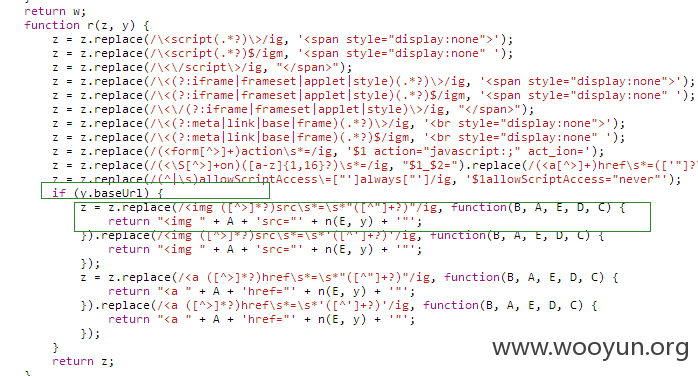 return w;
function r(z, y) {
z = z.replace(/\<script(.*?)\>/ig, '<span style="display:none">');
z = z.replace(/\<script(.*?)$/igm, '<span style="display:none" ');
z = z.replace(/\<\/script\>/ig, "</span>");
z = z.replace(/\<(?:iframe|frameset|applet|style)(.*?)\>/ig, '<span style="display:none">');
z = z.replace(/\<(?:iframe|frameset|applet|style)(.*?)$/igm, '<span style="display:none" ');
z = z.replace(/\<\/(?:iframe|frameset|applet|style)\>/ig, "</span>");
z = z.replace(/\<(?:meta|link|base|frame)(.*?)\>/ig, '<br style="display:none">');
z = z.replace(/\<(?:meta|link|base|frame)(.*?)$/igm, '<br style="display:none" ');
z = z.replace(/(<form[^>]+)action\s*=/ig, '$1 action="javascript:;" act_ion=');
z = z.replace(/(<\S[^>]+on)([a-z]{1,16}?)\s*=/ig, "$1_$2=").replace(/(<a[^>]+)href\s*=(['"]?
z = z.replace(/(^|\s)allowScriptAccess\=["']always["']/ig, '$1allowScriptAccess="never"');
if (y.baseUrl) {
z = z.replace(/<img ([^>]*?)src\s*=\s*"([^"]+?)"/ig, function(B, A, E, D, C) {
return "<img " + A + 'src="' + n(E, y) + '"';
}).replace(/<img ([^>]*?)src\s*=\s*'([^']+?)'/ig, function(B, A, E, D, C) {
return "<img " + A + 'src="' + n(E, y) + '"';
});
z = z.replace(/<a ([^>]*?)href\s*=\s*"([^"]+?)"/ig, function(B, A, E, D, C) {
return "<a " + A + 'href="' + n(E, y) + '"';
}).replace(/<a ([^>]*?)href\s*=\s*'([^']+?)'/ig, function(B, A, E, D, C) {
return "<a " + A + 'href="' + n(E, y) + '"';
});
}
return z;
www.wooyun.org